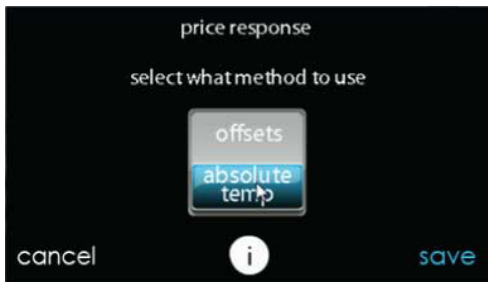 price response
select what method to use
offsets
absolute
temp
cancel
i
save